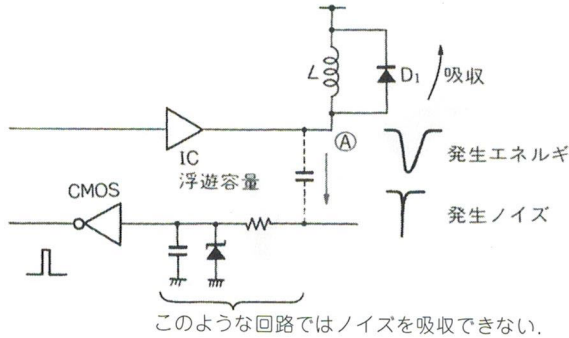 L
D₁
吸収
Ⓐ
IC
浮遊容量
発生エネルギ
CMOS
発生ノイズ
このような回路ではノイズを吸収できない.